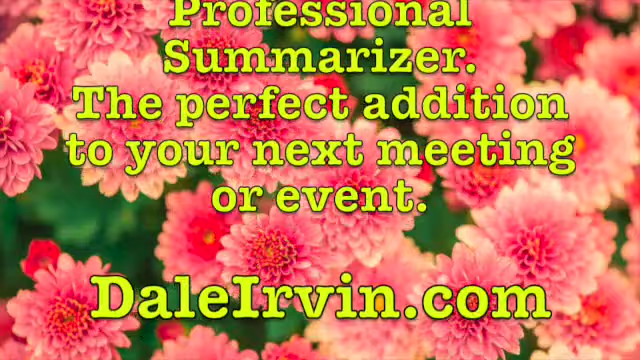 Professional
Summarizer.
The perfect addition
to your next meeting
or event.
DaleIrvin.com